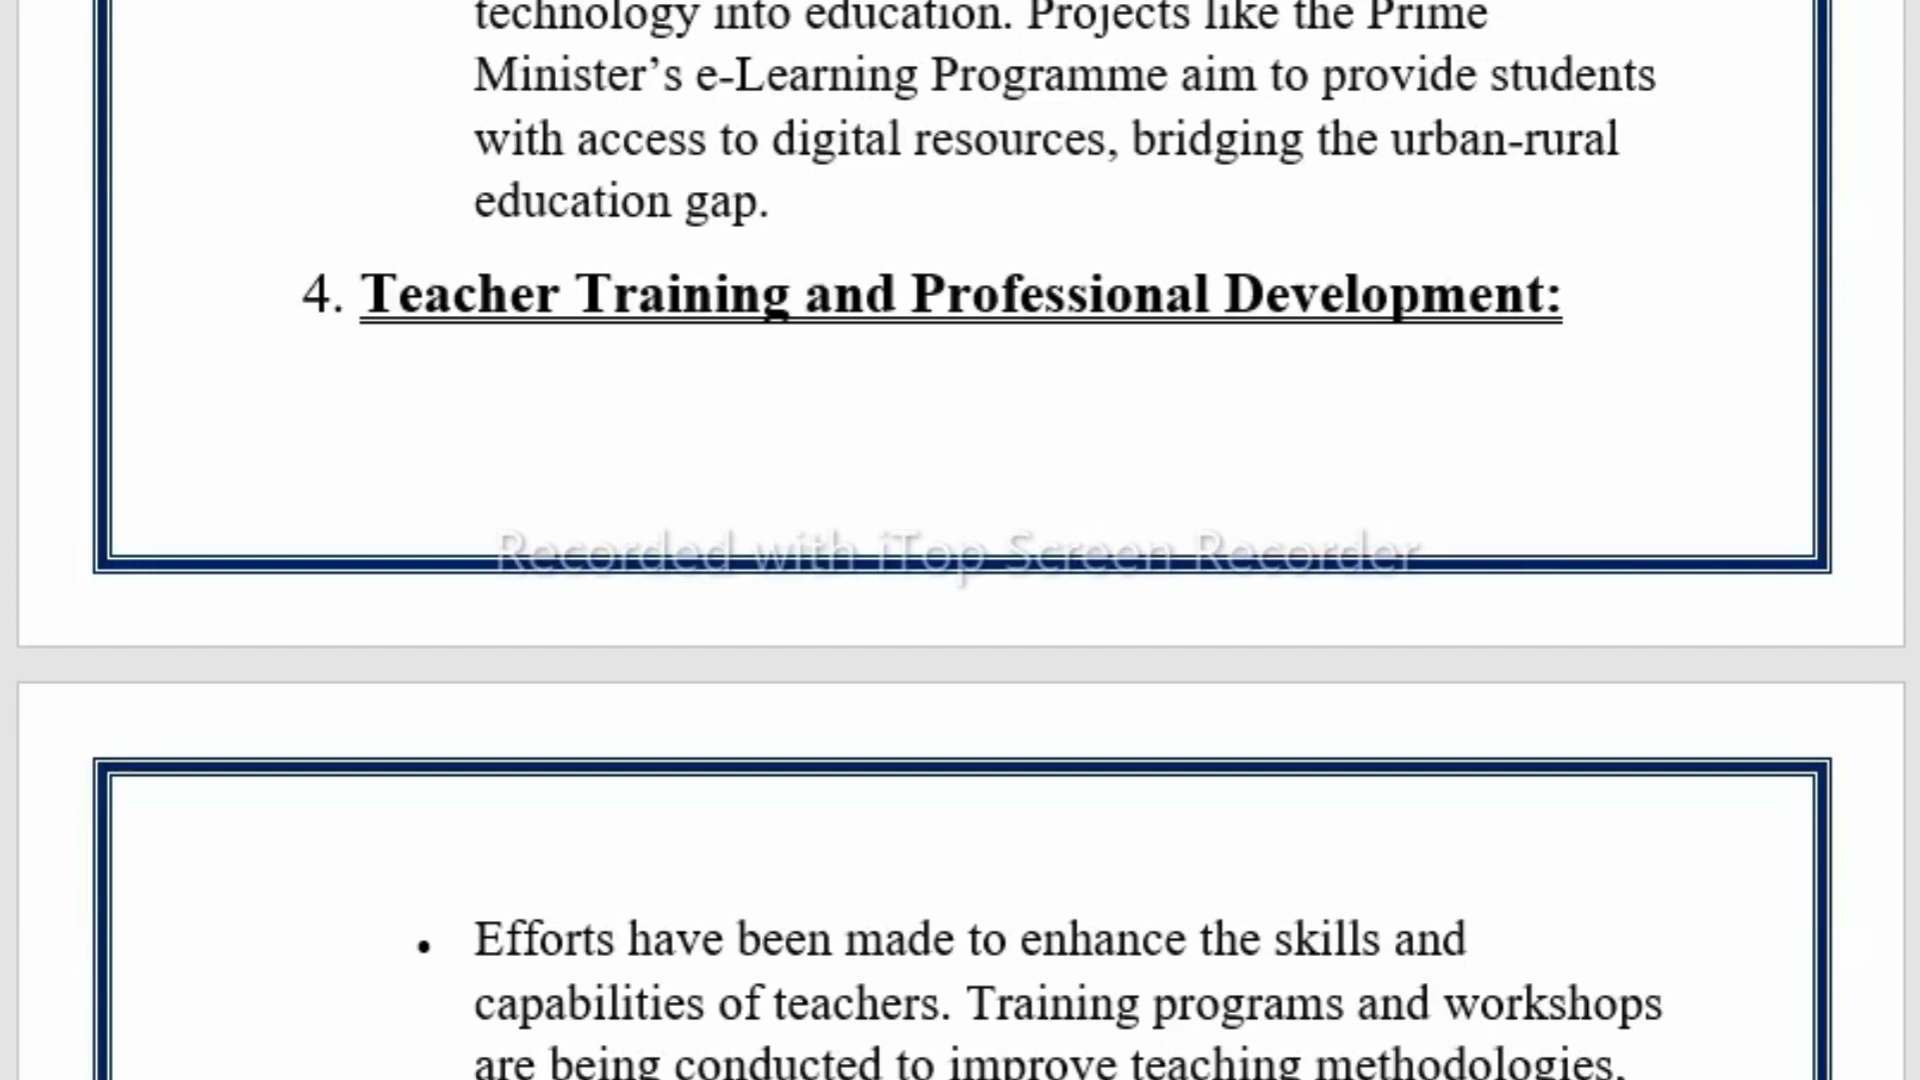 technology into education. Projects like the Prime
Minister’s e-Learning Programme aim to provide students
with access to digital resources, bridging the urban-rural
education gap.
4. Teacher Training and Professional Development:
Recorded with iTop Screen Recorder
• Efforts have been made to enhance the skills and
capabilities of teachers. Training programs and workshops
are being conducted to improve teaching methodologies,